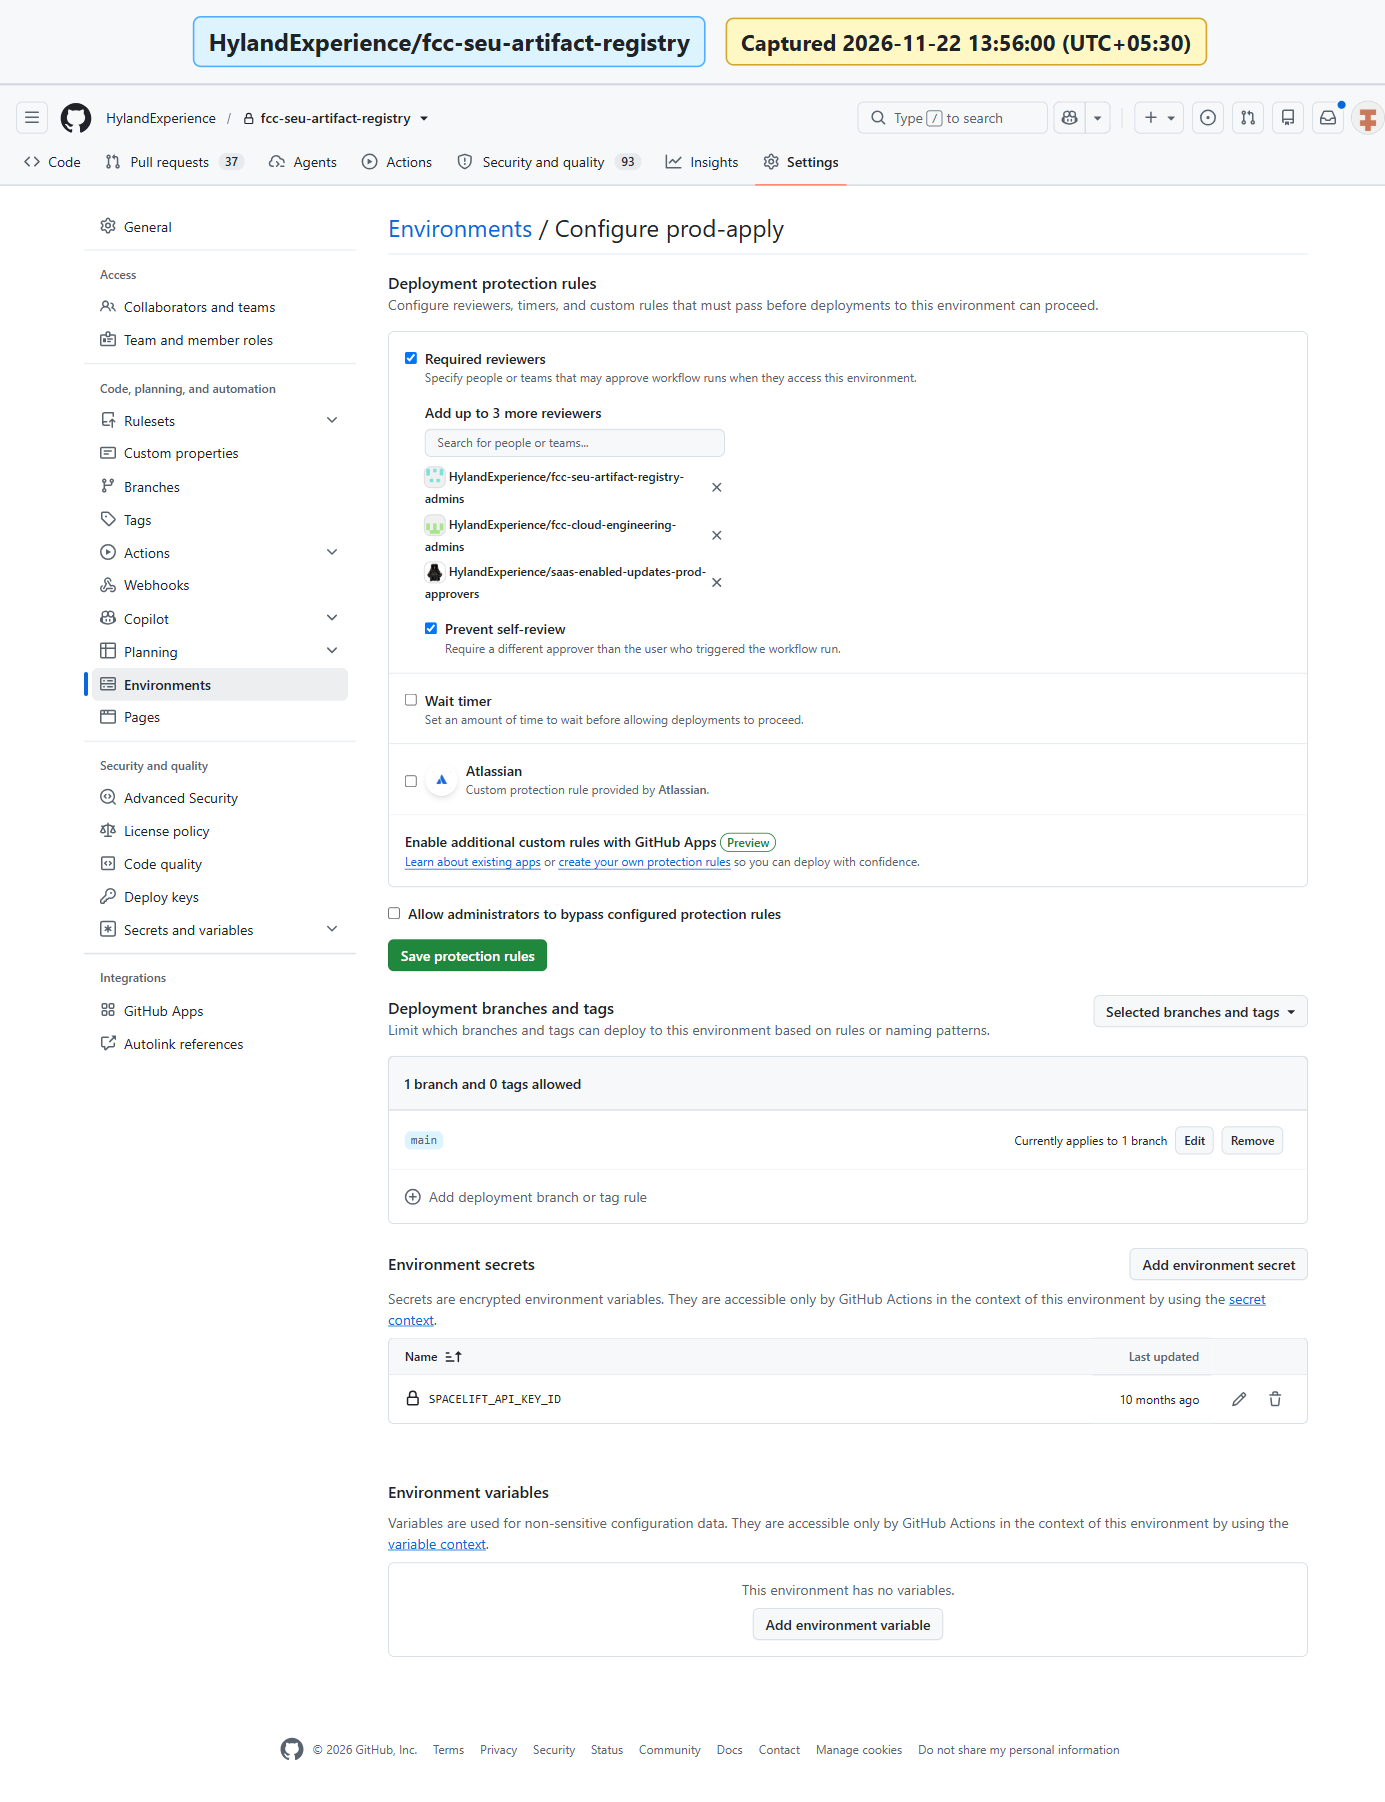 HylandExperience/fcc-seu-artifact-registry
Captured 2026-11-22 13:56:00 (UTC+05:30)
HylandExperience / fcc-seu-artifact-registry
Type / to search
Code
Pull requests 37
Agents
Actions
Security and quality 93
Insights
Settings
General
Access
Collaborators and teams
Team and member roles
Code, planning, and automation
Rulesets
Custom properties
Branches
Tags
Actions
Webhooks
Copilot
Planning
Environments
Pages
Security and quality
Advanced Security
License policy
Code quality
Deploy keys
Secrets and variables
Integrations
GitHub Apps
Autolink references
Environments / Configure prod-apply
Deployment protection rules
Configure reviewers, timers, and custom rules that must pass before deployments to this environment can proceed.
Required reviewers
Specify people or teams that may approve workflow runs when they access this environment.
Add up to 3 more reviewers
Search for people or teams...
HylandExperience/fcc-seu-artifact-registry-
admins
HylandExperience/fcc-cloud-engineering-
admins
HylandExperience/saas-enabled-updates-prod-
approvers
Prevent self-review
Require a different approver than the user who triggered the workflow run.
Wait timer
Set an amount of time to wait before allowing deployments to proceed.
Atlassian
Custom protection rule provided by Atlassian.
Enable additional custom rules with GitHub Apps Preview
Learn about existing apps or create your own protection rules so you can deploy with confidence.
Allow administrators to bypass configured protection rules
Save protection rules
Deployment branches and tags
Limit which branches and tags can deploy to this environment based on rules or naming patterns.
Selected branches and tags
1 branch and 0 tags allowed
main
Currently applies to 1 branch
Edit
Remove
Add deployment branch or tag rule
Environment secrets
Add environment secret
Secrets are encrypted environment variables. They are accessible only by GitHub Actions in the context of this environment by using the secret
context.
Name
Last updated
SPACELIFT_API_KEY_ID
10 months ago
Environment variables
Variables are used for non-sensitive configuration data. They are accessible only by GitHub Actions in the context of this environment by using the
variable context.
This environment has no variables.
Add environment variable
© 2026 GitHub, Inc.
Terms
Privacy
Security
Status
Community
Docs
Contact
Manage cookies
Do not share my personal information